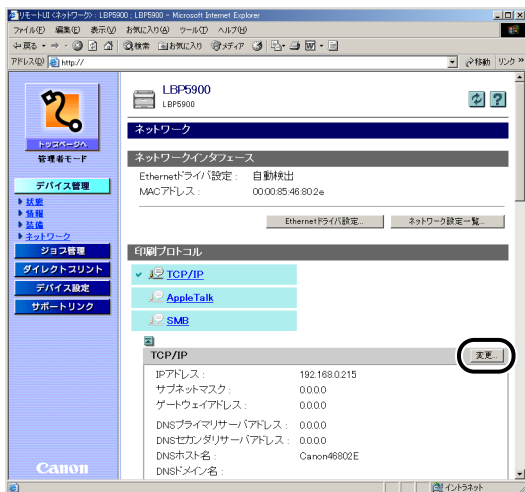 リモートUI <ネットワーク> : LBP5900 ; LBP5900 - Microsoft Internet Explorer
ファイル(F) 編集(E) 表示(V) お気に入り(A) ツール(T) ヘルプ(H)
戻る 検索 お気に入り メディア
アドレス(D) http:// 移動 リンク »
LBP5900
LBP5900
トップページへ
管理者モード
デバイス管理
状態
情報
装備
ネットワーク
ジョブ管理
ダイレクトプリント
デバイス設定
サポートリンク
Canon
ネットワーク
ネットワークインタフェース
Ethernetドライバ設定 : 自動検出
MACアドレス : 00:00:85:46:80:2e
Ethernetドライバ設定... ネットワーク設定一覧...
印刷プロトコル
TCP/IP
AppleTalk
SMB
TCP/IP 変更...
IPアドレス : 192.168.0.215
サブネットマスク : 0.0.0.0
ゲートウェイアドレス : 0.0.0.0
DNSプライマリサーバアドレス : 0.0.0.0
DNSセカンダリサーバアドレス : 0.0.0.0
DNSホスト名 : Canon46802E
DNSドメイン名 :
イントラネット